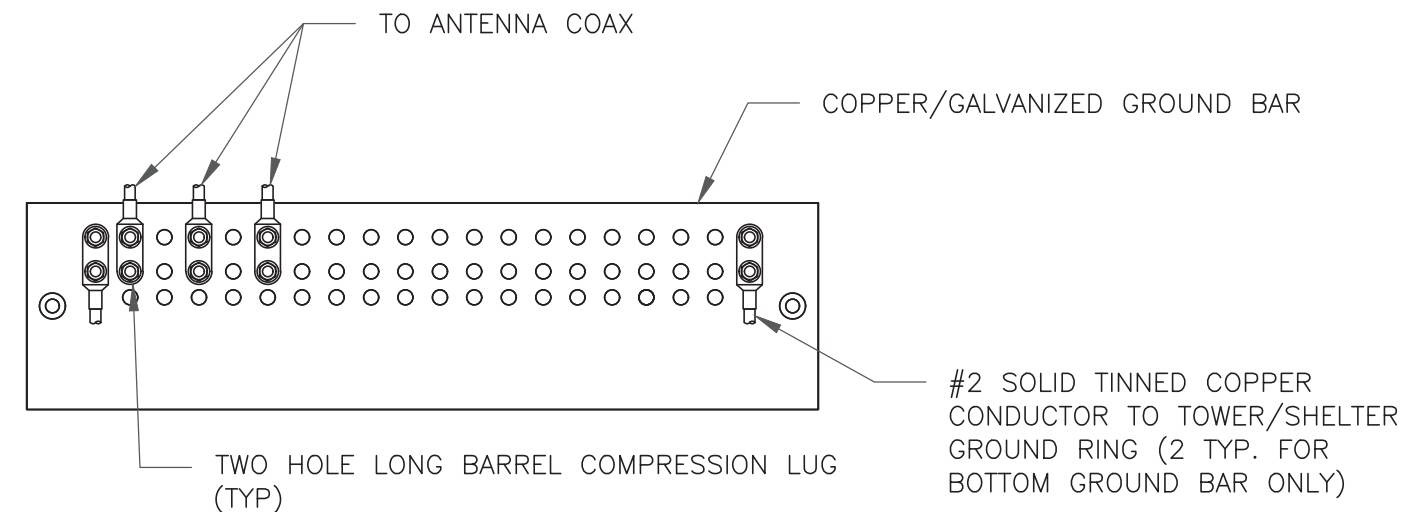 TO ANTENNA COAX
COPPER/GALVANIZED GROUND BAR
#2 SOLID TINNED COPPER
CONDUCTOR TO TOWER/SHELTER
GROUND RING (2 TYP. FOR
BOTTOM GROUND BAR ONLY)
TWO HOLE LONG BARREL COMPRESSION LUG
(TYP)